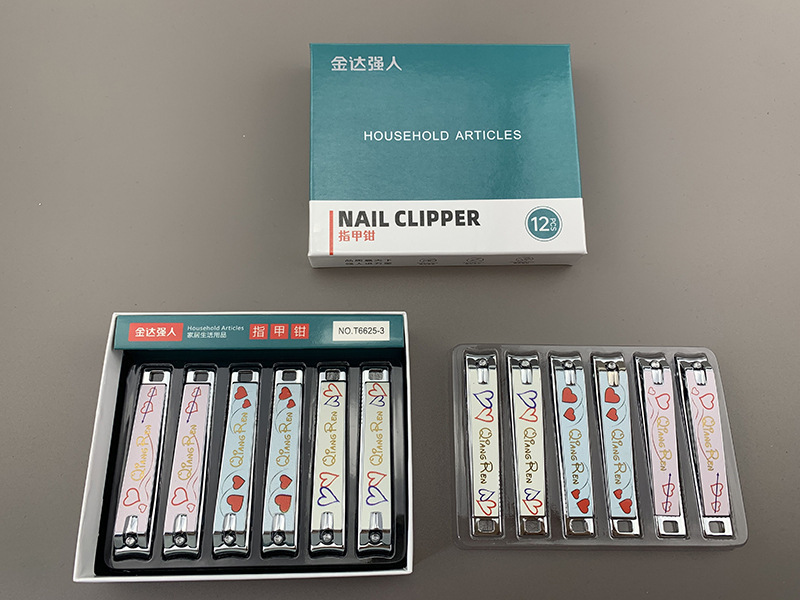 金达强人
HOUSEHOLD ARTICLES
NAIL CLIPPER
指甲钳
12 PCS
金达强人
Household Articles
家居生活用品
指甲钳
NO.T6625-3
QIANG REN
QIANG REN
QIANG REN
QIANG REN
QIANG REN
QIANG REN
QIANG REN
QIANG REN
QIANG REN
QIANG REN
QIANG REN
QIANG REN